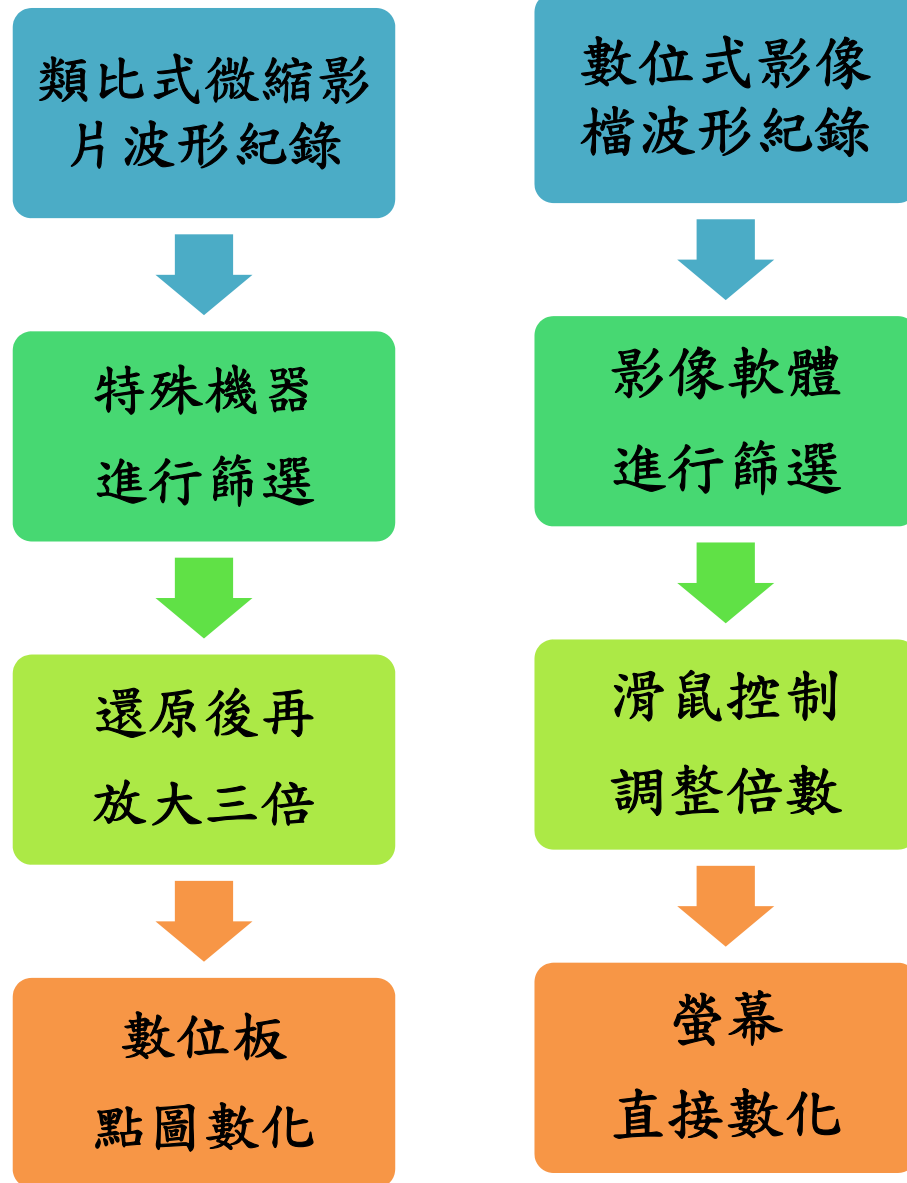 類比式微縮影
片波形紀錄
特殊機器
進行篩選
還原後再
放大三倍
數位板
點圖數化
數位式影像
檔波形紀錄
影像軟體
進行篩選
滑鼠控制
調整倍數
螢幕
直接數化